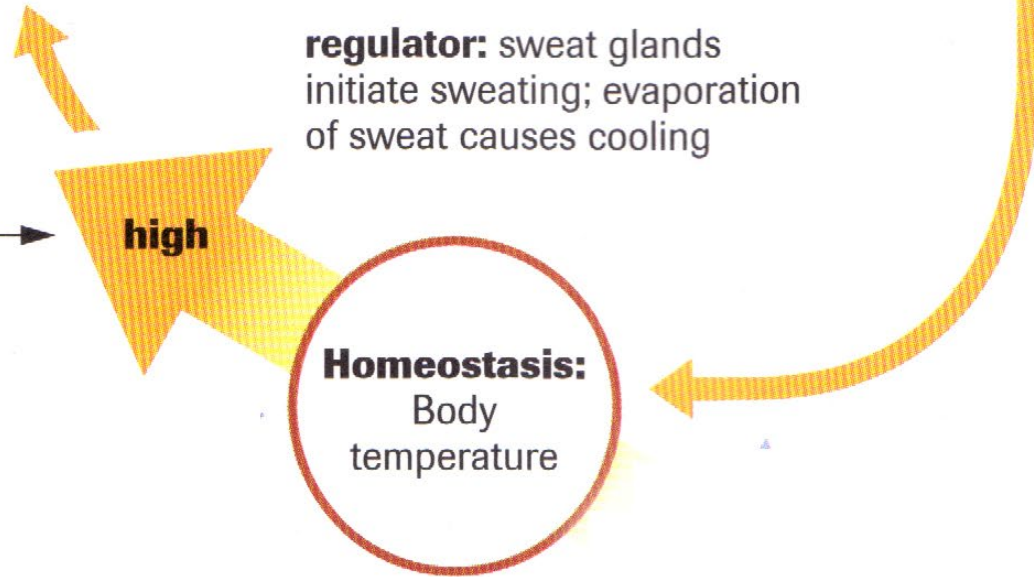 regulator: sweat glands
initiate sweating; evaporation
of sweat causes cooling
high
Homeostasis:
Body
temperature